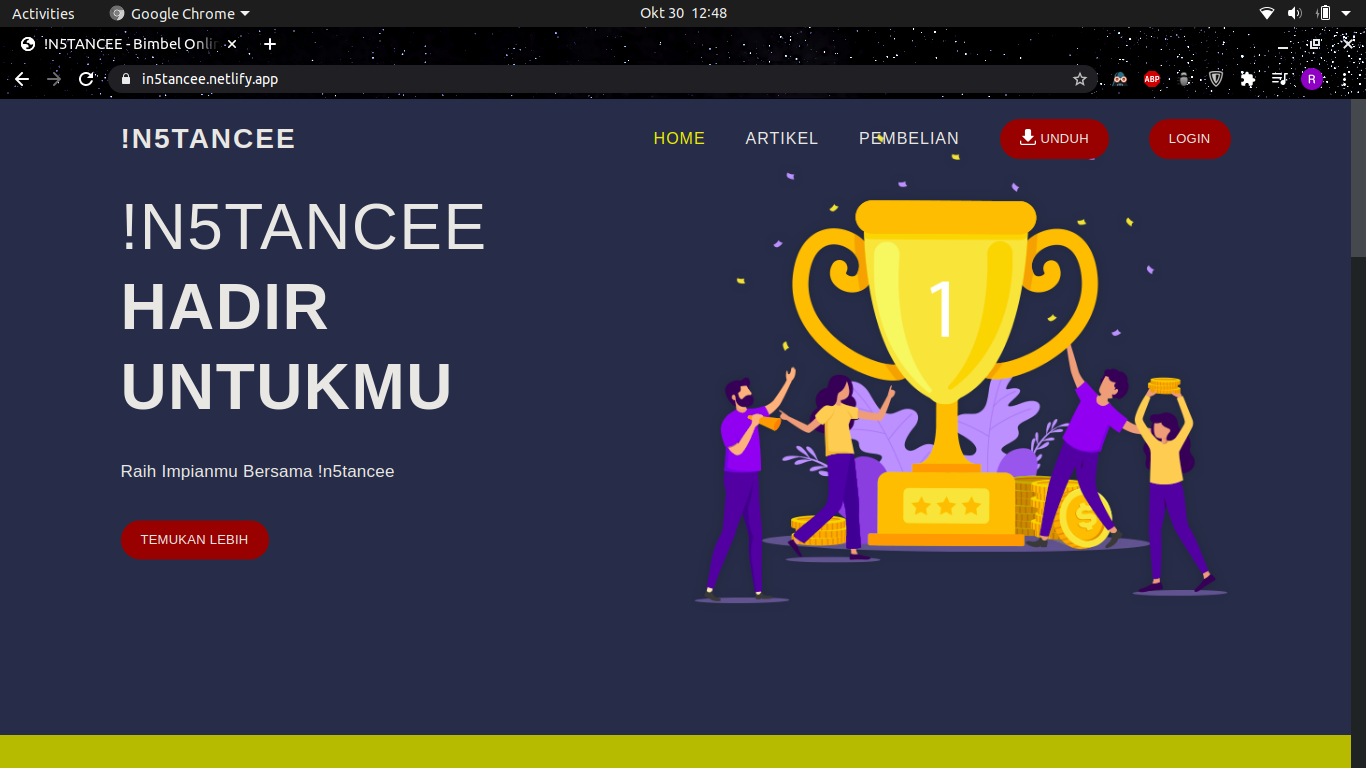 Activities
Google Chrome
Okt 30 12:48
!N5TANCEE - Bimbel Onlin
in5tancee.netlify.app
ABP
R
!N5TANCEE
HOME
ARTIKEL
PEMBELIAN
UNDUH
LOGIN
!N5TANCEE
HADIR
UNTUKMU
Raih Impianmu Bersama !n5tancee
TEMUKAN LEBIH
1
$